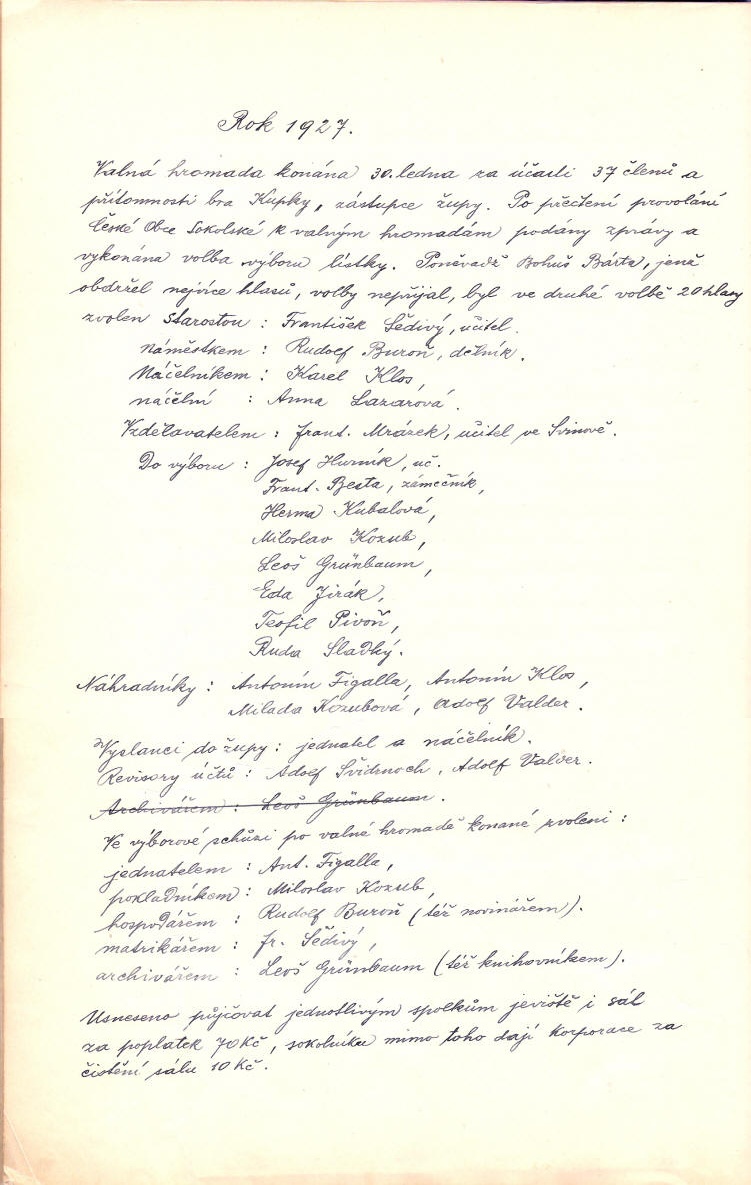 Rok 1927.
Valná hromada konána 30. ledna za účasti 37 členů a
přítomnosti bra Kupky, zástupce župy. Po přečtení provolání
České Obce Sokolské k valným hromadám podány zprávy a
vykonána volba výboru lístky. Poněvadž Bohuš Bárta, jenž
obdržel nejvíce hlasů, volby nepřijal, byl ve druhé volbě 20 hlasy
zvolen starostou : František Šedivý, učitel.
náměstkem : Rudolf Buroň, dělník.
Náčelníkem : Karel Klos,
náčelní : Anna Lazarová.
Vzdělavatelem : Frant. Mrázek, učitel ve Svinově.
Do výboru : Josef Hurník, uč.
Frant. Besta, zámečník,
Herma Kubalová,
Miloslav Kozub,
Leoš Grünbaum,
Eda Jirák,
Teofil Pivoň,
Ruda Sladký.
Náhradníky : Antonín Figalla, Antonín Klos,
Milada Kozubová, Adolf Valder.
Vyslanci do župy : jednatel a náčelník.
Revisory účtů : Adolf Švidrnoch, Adolf Valver.
Archivářem : Leoš Grünbaum.
Ve výborové schůzi po valné hromadě konané zvoleni :
jednatelem : Ant. Figalla,
pokladníkem : Miloslav Kozub,
hospodářem : Rudolf Buroň (též novinářem).
matrikářem : Fr. Šedivý,
archivářem : Leoš Grünbaum (též knihovníkem).
Usneseno půjčovat jednotlivým spolkům jeviště i sál
za poplatek 70 Kč, sokolníku mimo toho dají korporace za
čistění sálu 10 Kč.